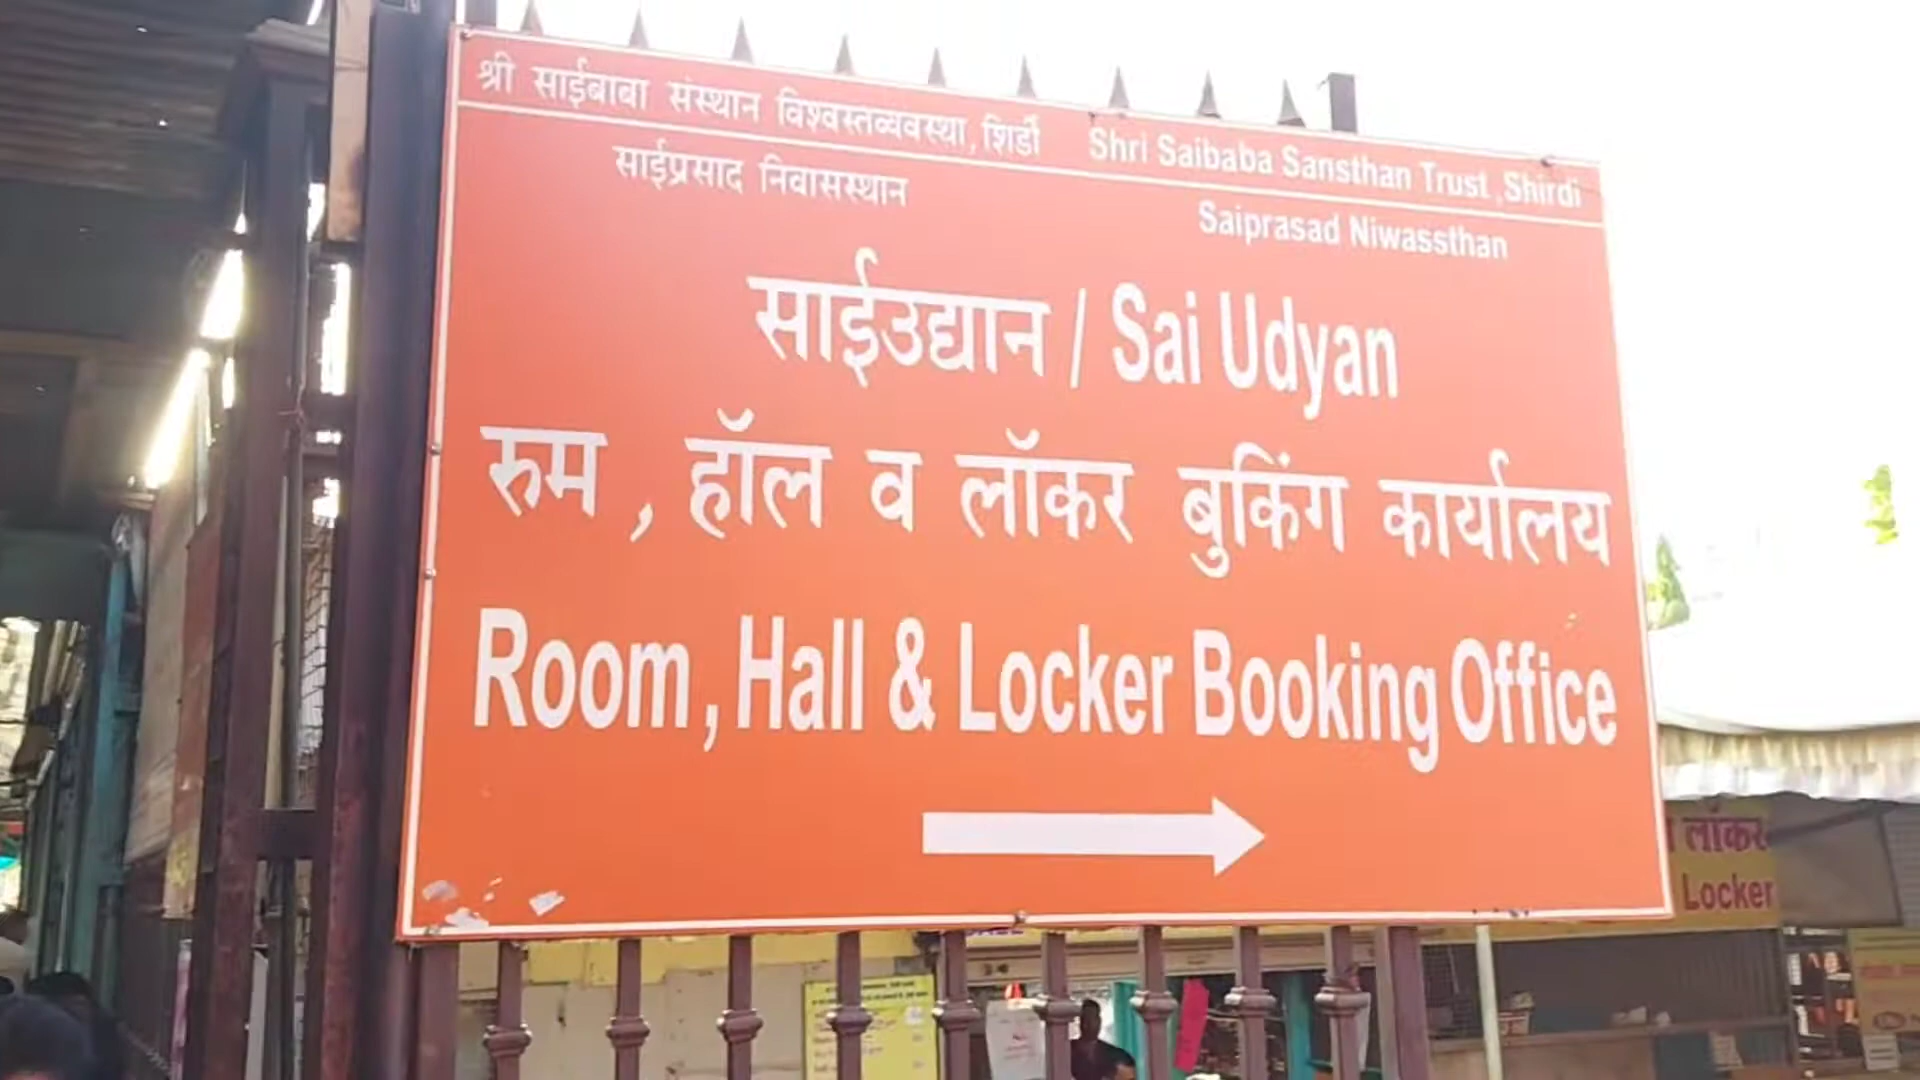 श्री साईबाबा संस्थान विश्वस्तव्यवस्था, शिर्डी Shri Saibaba Sansthan Trust ,Shirdi
साईप्रसाद निवासस्थान Saiprasad Niwassthan
साईउद्यान / Sai Udyan
रुम , हॉल व लॉकर बुकिंग कार्यालय
Room, Hall & Locker Booking Office
लॉकर
Locker